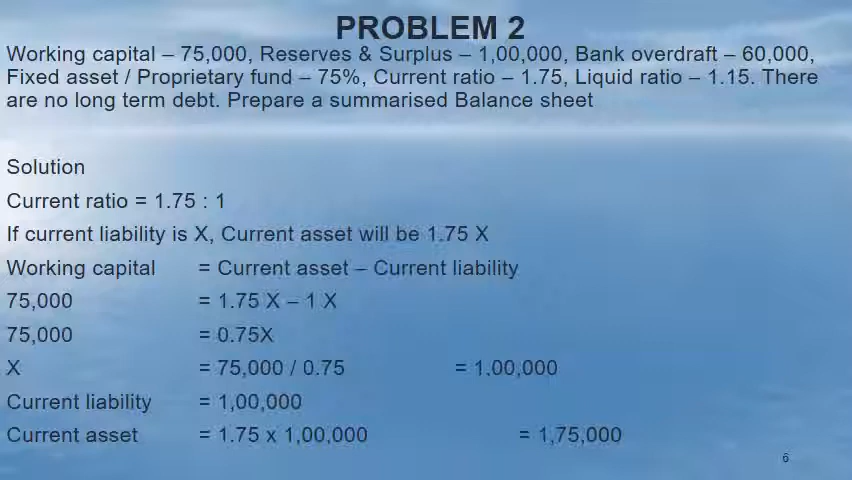 PROBLEM 2
Working capital – 75,000, Reserves & Surplus – 1,00,000, Bank overdraft – 60,000,
Fixed asset / Proprietary fund – 75%, Current ratio – 1.75, Liquid ratio – 1.15. There
are no long term debt. Prepare a summarised Balance sheet
Solution
Current ratio = 1.75 : 1
If current liability is X, Current asset will be 1.75 X
Working capital = Current asset – Current liability
75,000 = 1.75 X – 1 X
75,000 = 0.75X
X = 75,000 / 0.75 = 1,00,000
Current liability = 1,00,000
Current asset = 1.75 x 1,00,000 = 1,75,000
6